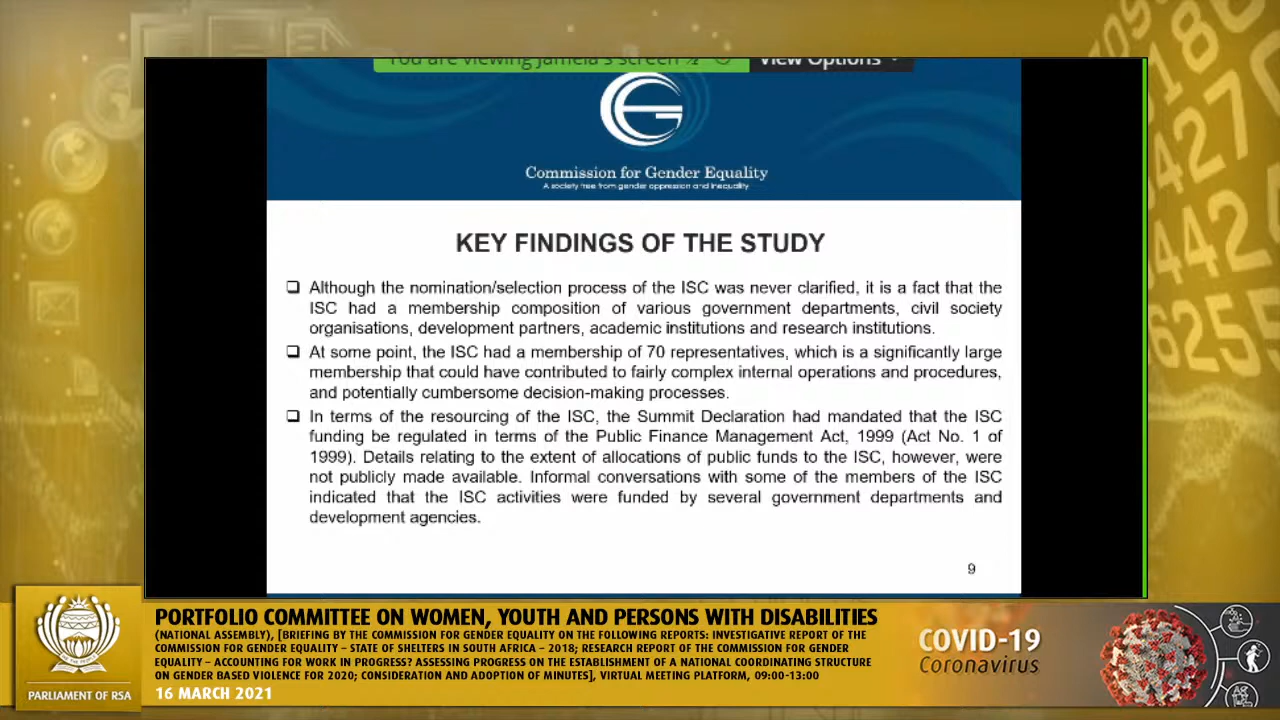 You are viewing Jamela's screen
View Options
Commission for Gender Equality
A society free from gender oppression and inequality
KEY FINDINGS OF THE STUDY
❑ Although the nomination/selection process of the ISC was never clarified, it is a fact that the
ISC had a membership composition of various government departments, civil society
organisations, development partners, academic institutions and research institutions.
❑ At some point, the ISC had a membership of 70 representatives, which is a significantly large
membership that could have contributed to fairly complex internal operations and procedures,
and potentially cumbersome decision-making processes.
❑ In terms of the resourcing of the ISC, the Summit Declaration had mandated that the ISC
funding be regulated in terms of the Public Finance Management Act, 1999 (Act No. 1 of
1999). Details relating to the extent of allocations of public funds to the ISC, however, were
not publicly made available. Informal conversations with some of the members of the ISC
indicated that the ISC activities were funded by several government departments and
development agencies.
9
PORTFOLIO COMMITTEE ON WOMEN, YOUTH AND PERSONS WITH DISABILITIES
(NATIONAL ASSEMBLY), [BRIEFING BY THE COMMISSION FOR GENDER EQUALITY ON THE FOLLOWING REPORTS: INVESTIGATIVE REPORT OF THE
COMMISSION FOR GENDER EQUALITY – STATE OF SHELTERS IN SOUTH AFRICA – 2018; RESEARCH REPORT OF THE COMMISSION FOR GENDER
EQUALITY – ACCOUNTING FOR WORK IN PROGRESS? ASSESSING PROGRESS ON THE ESTABLISHMENT OF A NATIONAL COORDINATING STRUCTURE
ON GENDER BASED VIOLENCE FOR 2020; CONSIDERATION AND ADOPTION OF MINUTES], VIRTUAL MEETING PLATFORM, 09:00-13:00
16 MARCH 2021
PARLIAMENT OF RSA
COVID-19
Coronavirus